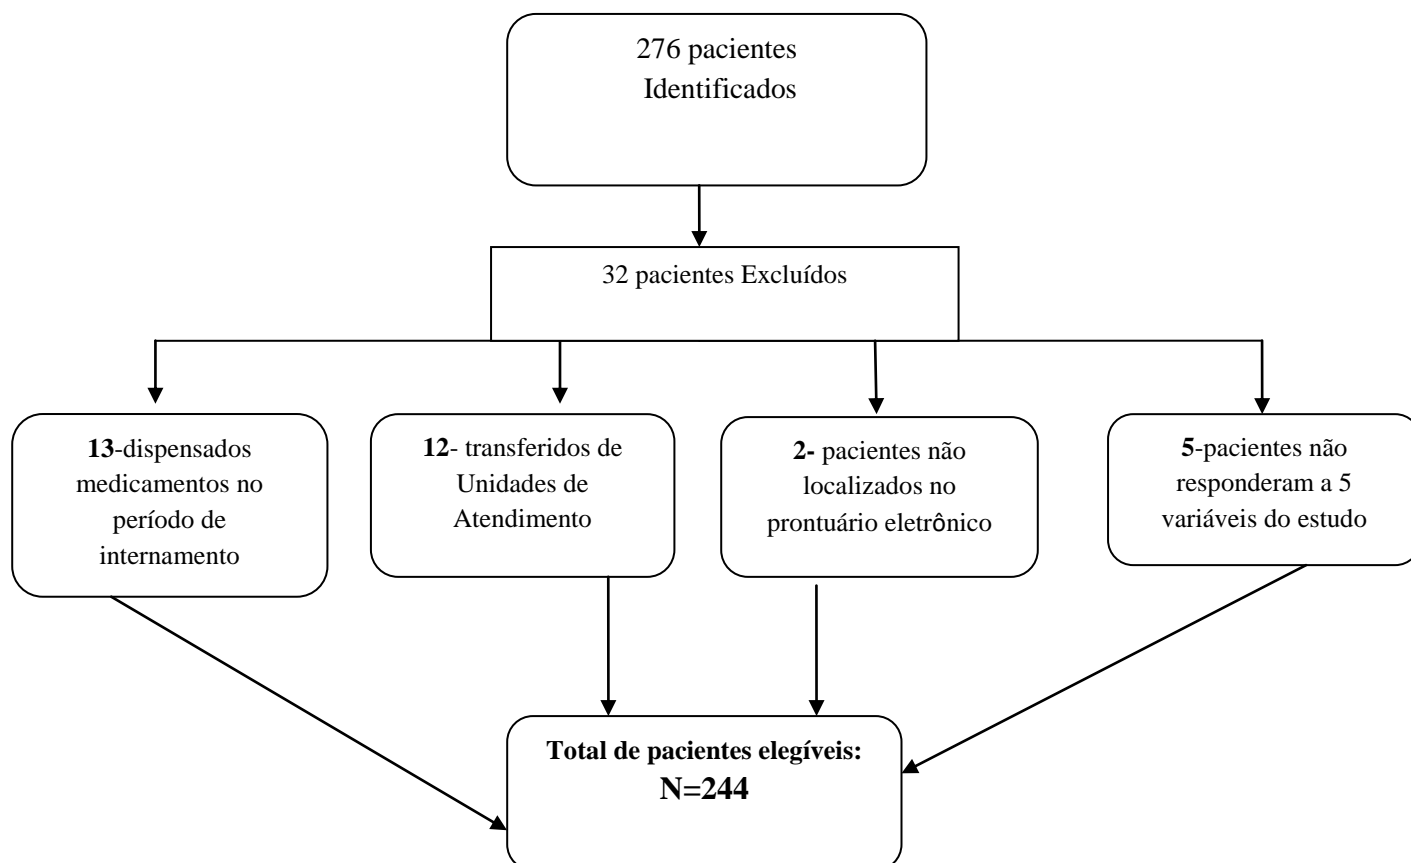 276 pacientes
Identificados
32 pacientes Excluídos
13-dispensados
medicamentos no
período de
internamento
12- transferidos de
Unidades de
Atendimento
2- pacientes não
localizados no
prontuário eletrônico
5-pacientes não
responderam a 5
variáveis do estudo
Total de pacientes elegíveis:
N=244